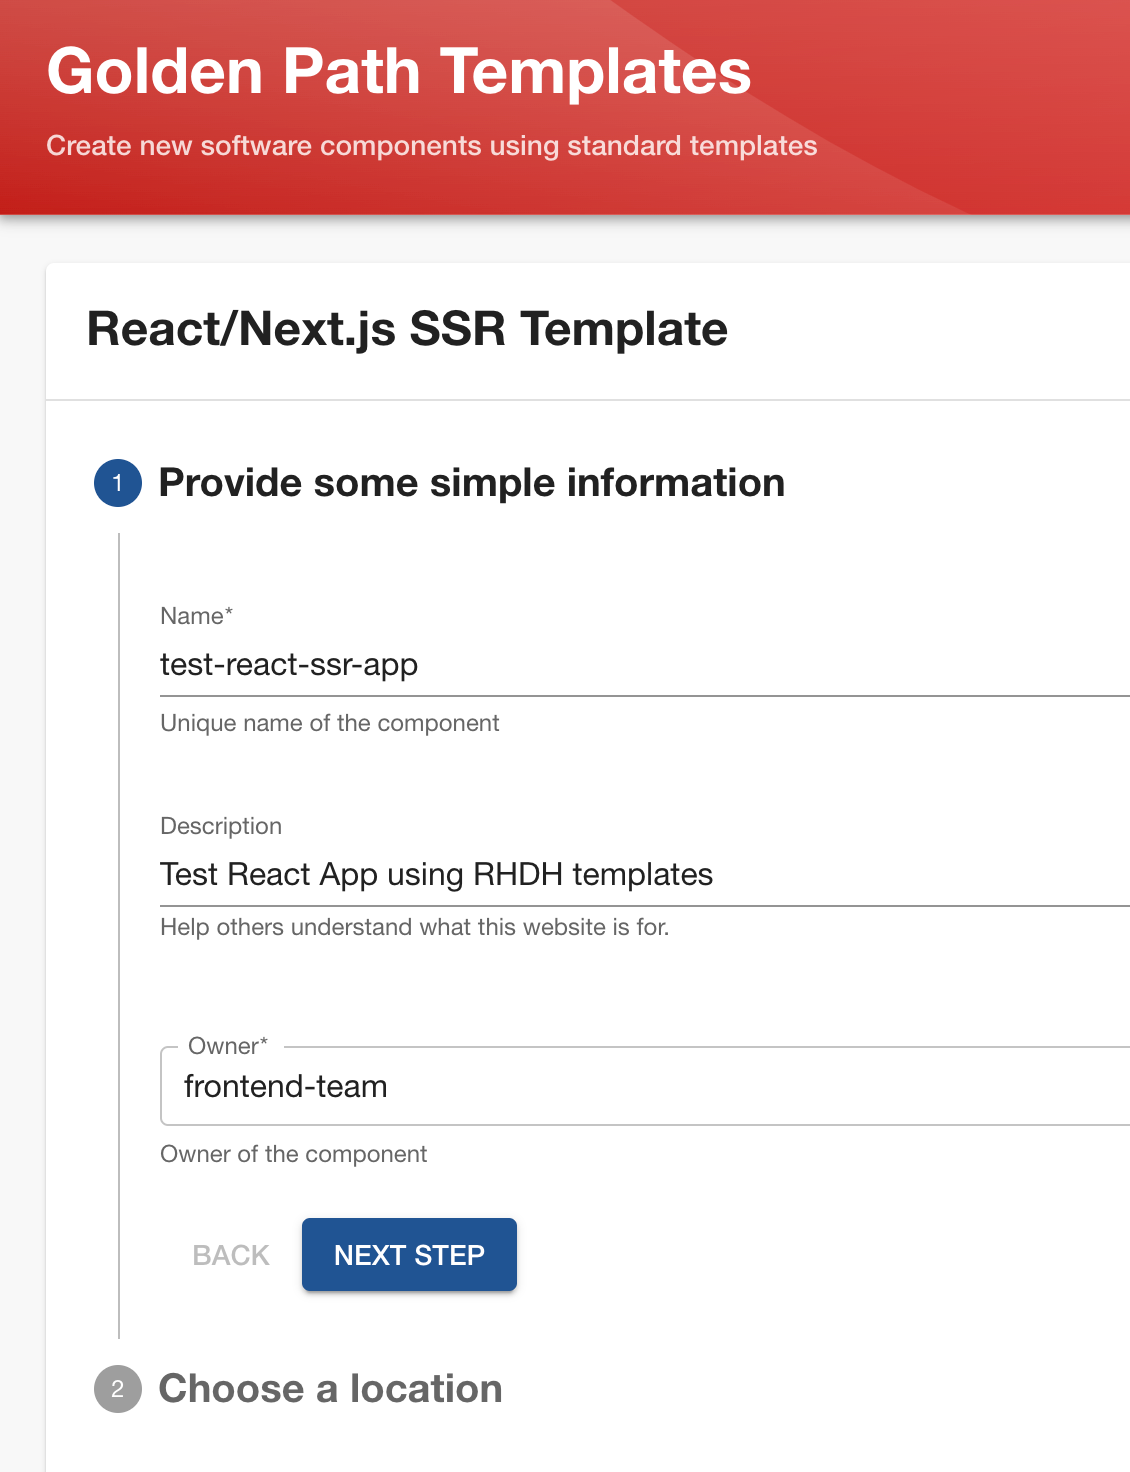 Golden Path Templates
Create new software components using standard templates
React/Next.js SSR Template
1 Provide some simple information
Name*
test-react-ssr-app
Unique name of the component
Description
Test React App using RHDH templates
Help others understand what this website is for.
Owner*
frontend-team
Owner of the component
BACK NEXT STEP
2 Choose a location